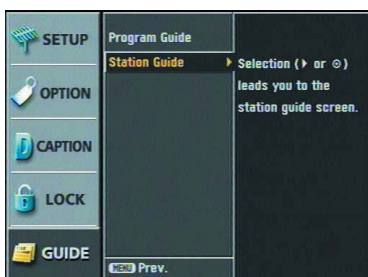 SETUP
OPTION
CAPTION
LOCK
GUIDE
Program Guide
Station Guide
Selection ( or ⊙)
leads you to the
station guide screen.
MENU Prev.